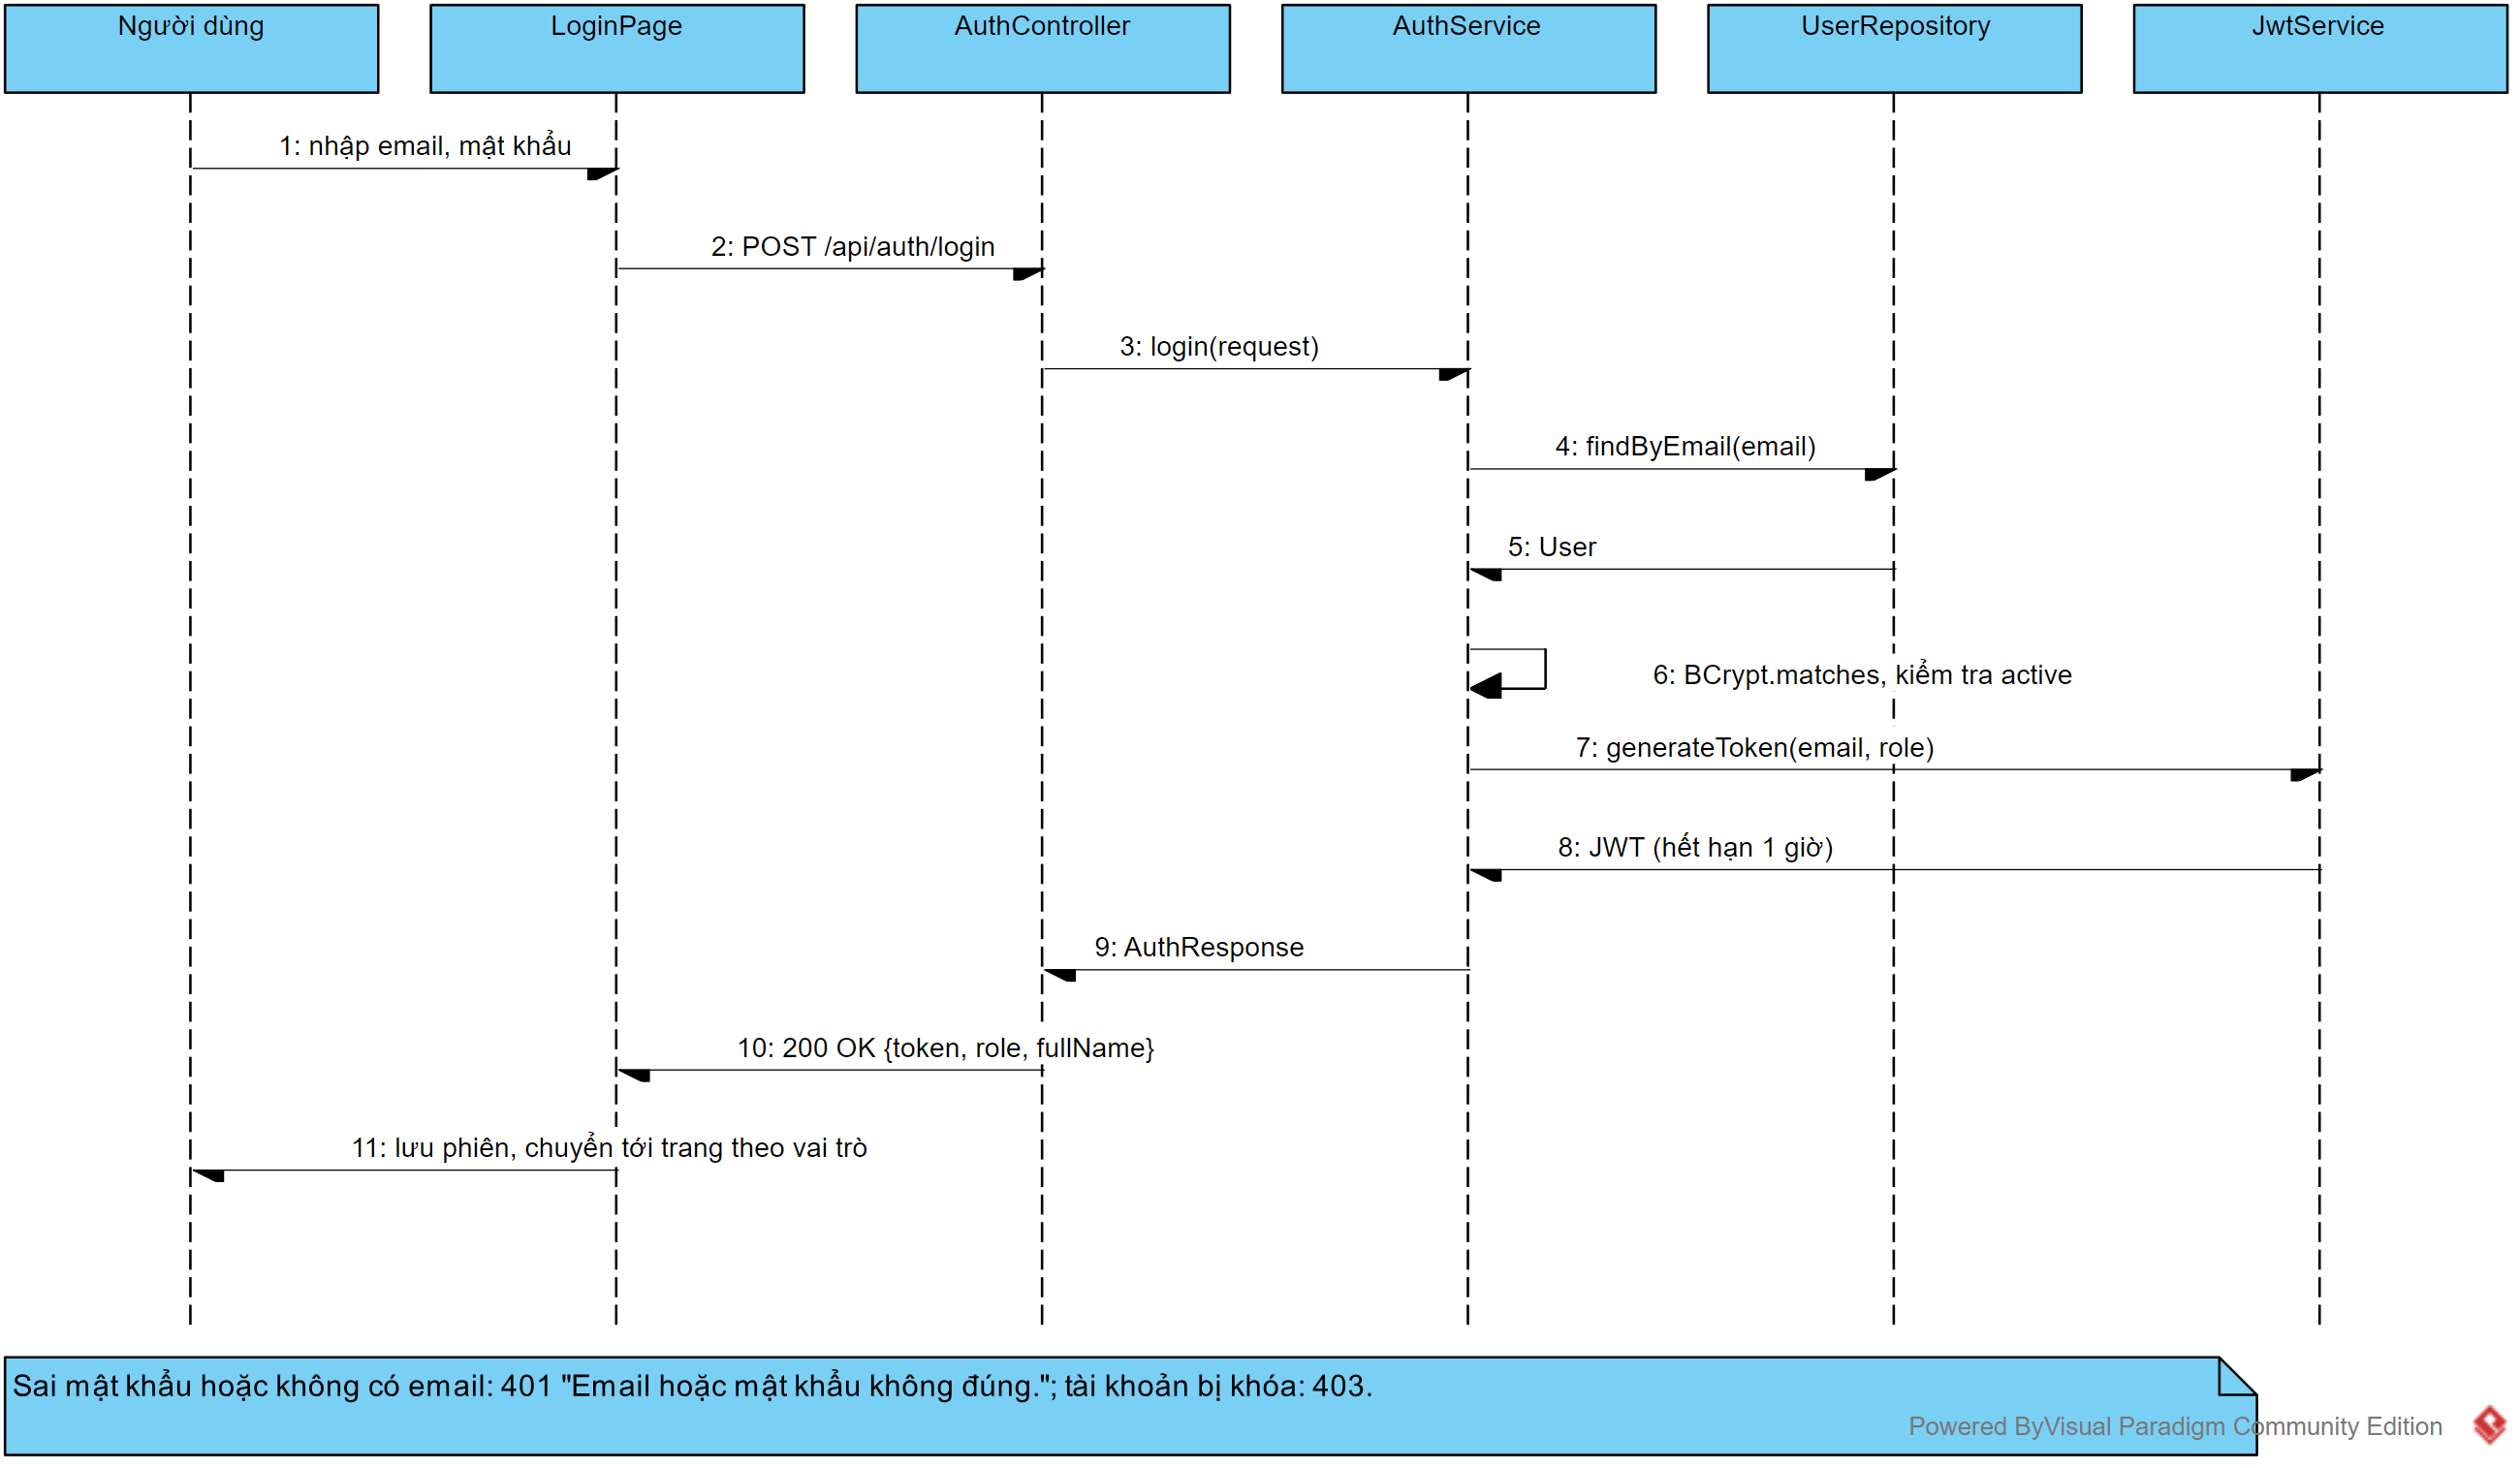 Người dùng
LoginPage
AuthController
AuthService
UserRepository
JwtService
1: nhập email, mật khẩu
2: POST /api/auth/login
3: login(request)
4: findByEmail(email)
5: User
6: BCrypt.matches, kiểm tra active
7: generateToken(email, role)
8: JWT (hết hạn 1 giờ)
9: AuthResponse
10: 200 OK {token, role, fullName}
11: lưu phiên, chuyển tới trang theo vai trò
Sai mật khẩu hoặc không có email: 401 "Email hoặc mật khẩu không đúng."; tài khoản bị khóa: 403.
Powered ByVisual Paradigm Community Edition